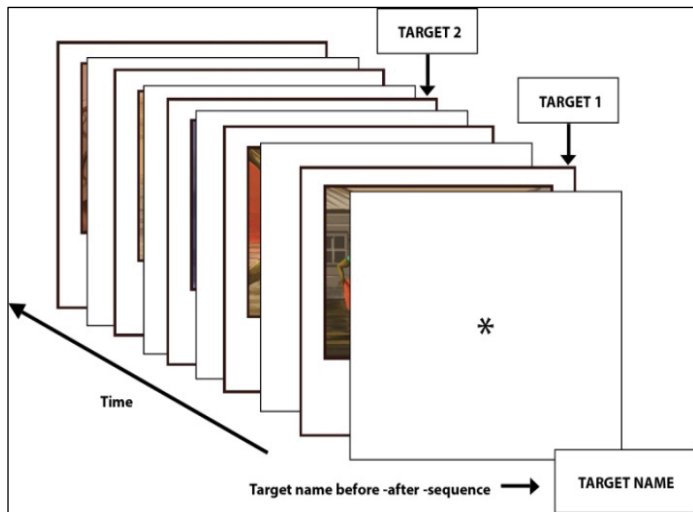 TARGET 2
TARGET 1
*
Time
Target name before -after -sequence
TARGET NAME